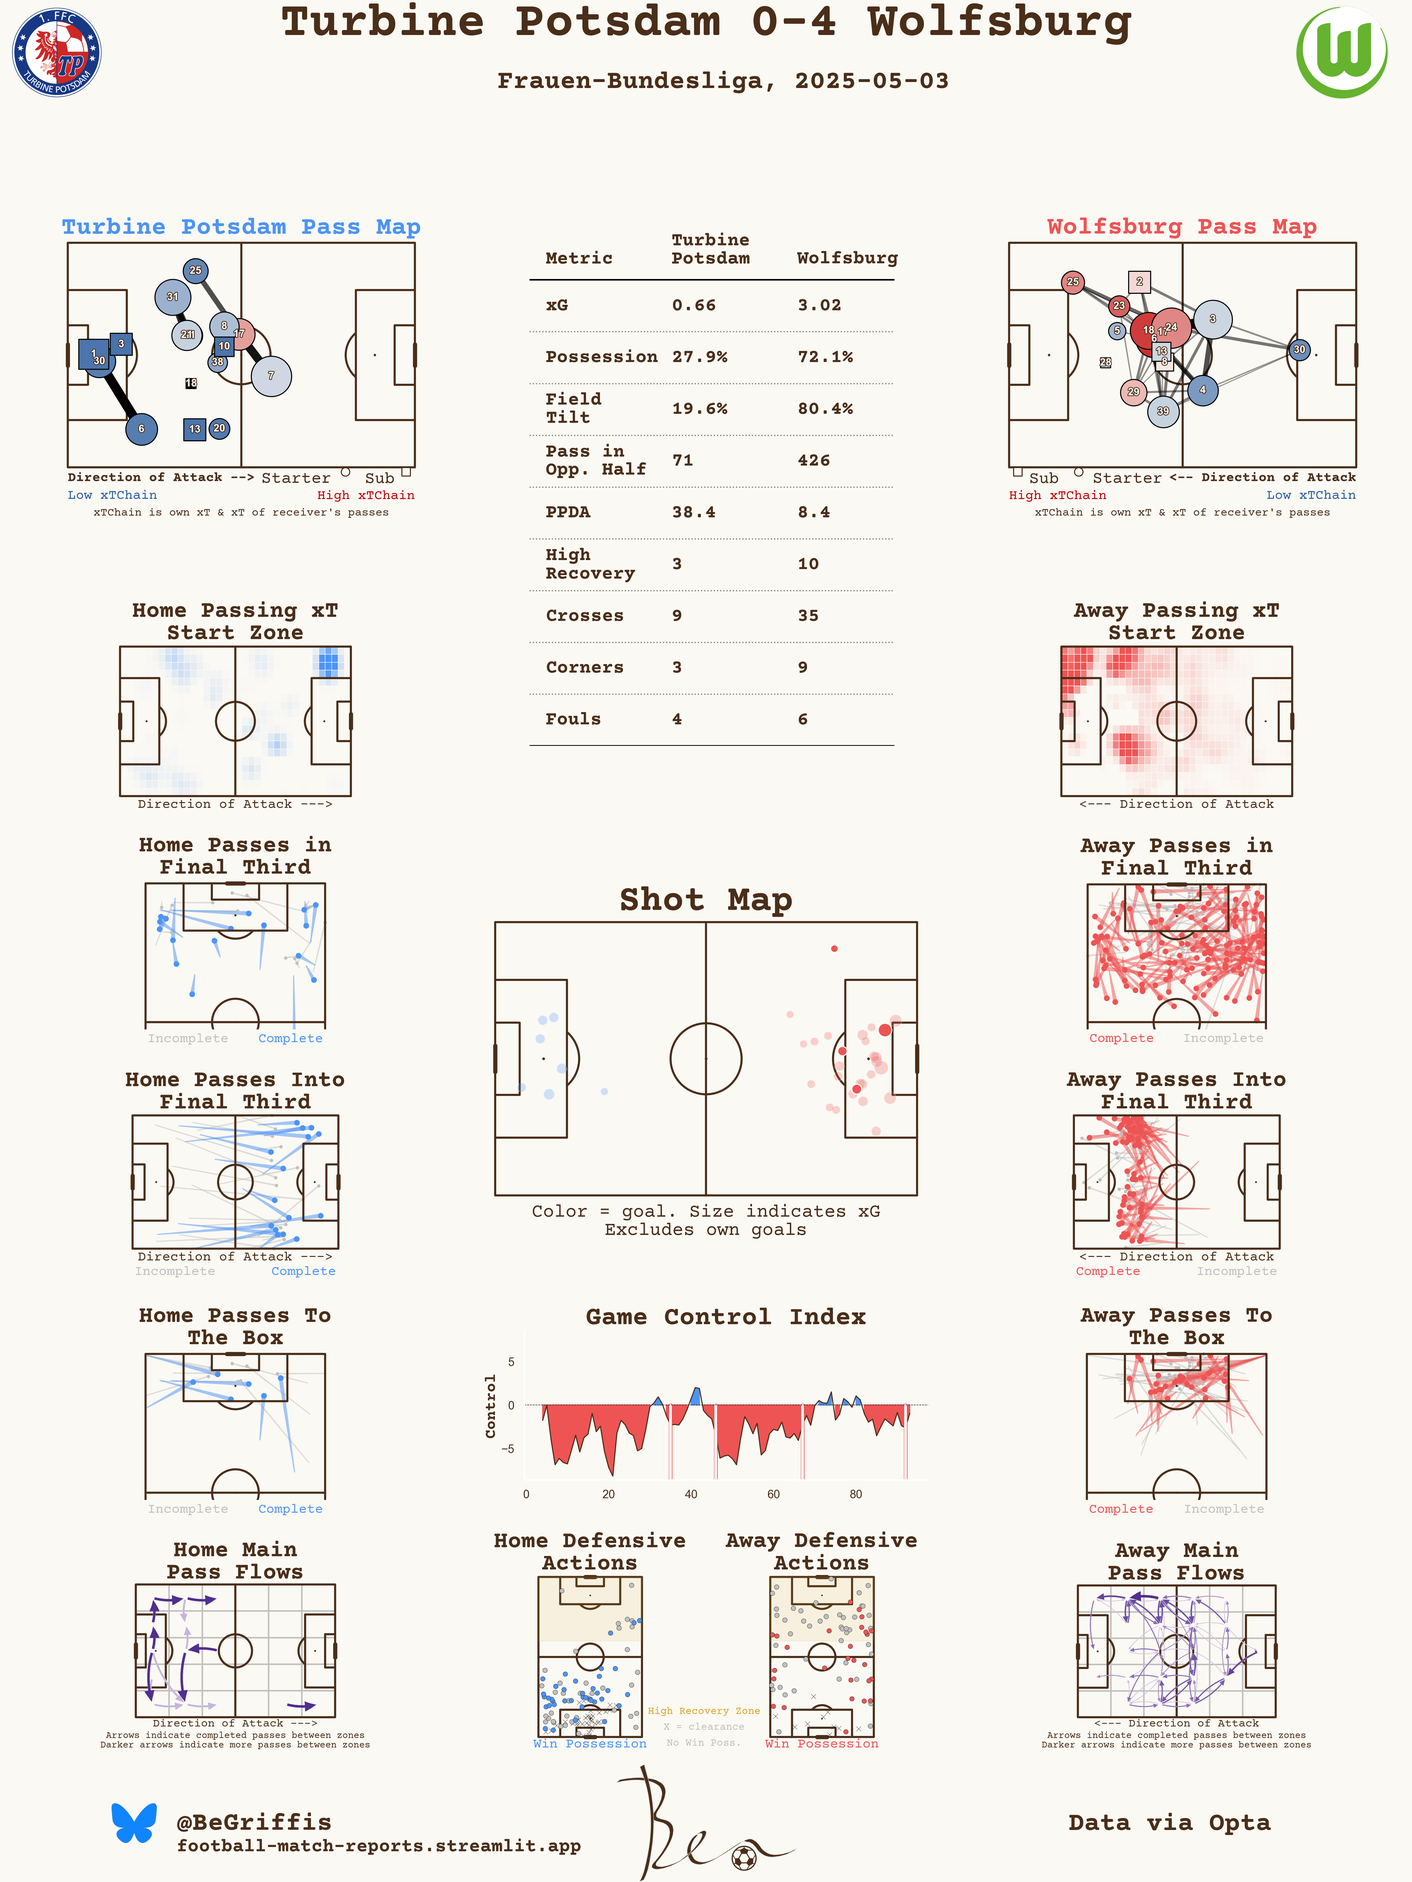 Turbine Potsdam 0-4 Wolfsburg
Frauen-Bundesliga, 2025-05-03
1. FFC
TP
TURBINE POTSDAM
W
Turbine Potsdam Pass Map
25
31
8
17
10
38
7
3
1
30
18
6
13
20
Direction of Attack --> Starter Sub
Low xTChain High xTChain
xTChain is own xT & xT of receiver's passes
Metric Turbine Potsdam Wolfsburg
xG 0.66 3.02
Possession 27.9% 72.1%
Field Tilt 19.6% 80.4%
Pass in Opp. Half 71 426
PPDA 38.4 8.4
High Recovery 3 10
Crosses 9 35
Corners 3 9
Fouls 4 6
Wolfsburg Pass Map
25
2
23
5
18
17
24
3
6
13
8
28
30
29
4
39
Sub Starter <-- Direction of Attack
High xTChain Low xTChain
xTChain is own xT & xT of receiver's passes
Home Passing xT
Start Zone
Direction of Attack --->
Away Passing xT
Start Zone
<--- Direction of Attack
Home Passes in
Final Third
Incomplete Complete
Away Passes in
Final Third
Complete Incomplete
Shot Map
Color = goal. Size indicates xG
Excludes own goals
Home Passes Into
Final Third
Direction of Attack --->
Incomplete Complete
Away Passes Into
Final Third
<--- Direction of Attack
Complete Incomplete
Home Passes To
The Box
Incomplete Complete
Game Control Index
Control
5
0
−5
0 20 40 60 80
Away Passes To
The Box
Complete Incomplete
Home Main
Pass Flows
Direction of Attack --->
Arrows indicate completed passes between zones
Darker arrows indicate more passes between zones
Home Defensive
Actions
Win Possession
High Recovery Zone
X = clearance
No Win Poss.
Away Defensive
Actions
Win Possession
Away Main
Pass Flows
<--- Direction of Attack
Arrows indicate completed passes between zones
Darker arrows indicate more passes between zones
@BeGriffis
football-match-reports.streamlit.app
Ben
Data via Opta